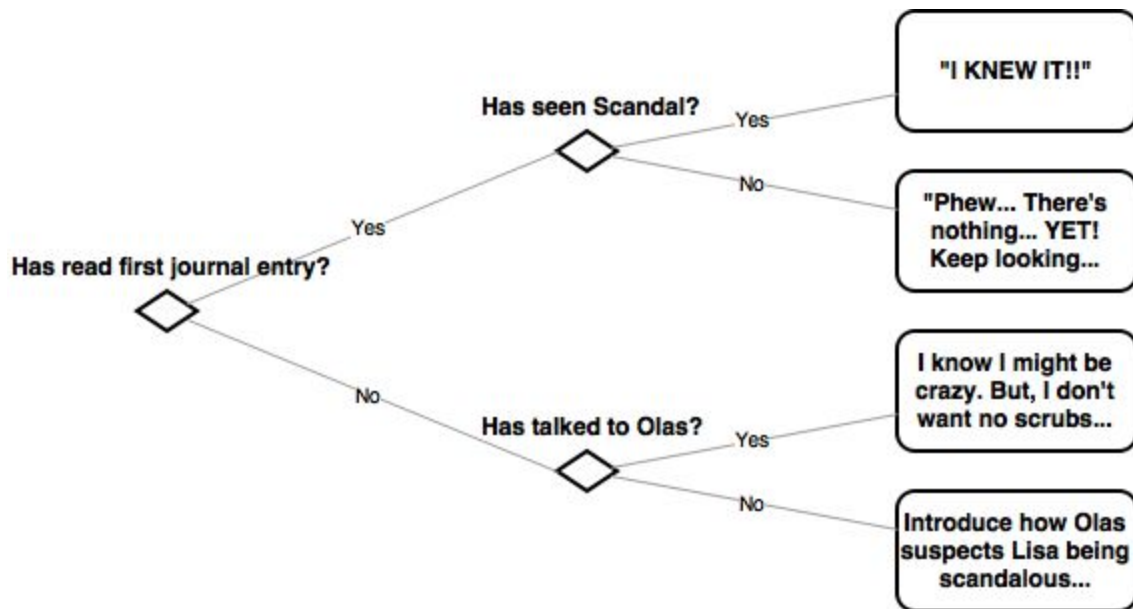 "I KNEW IT!!"
Has seen Scandal?
Yes
No
"Phew... There's
nothing... YET!
Keep looking...
Yes
Has read first journal entry?
No
I know I might be
crazy. But, I don't
want no scrubs...
Has talked to Olas?
Yes
No
Introduce how Olas
suspects Lisa being
scandalous...